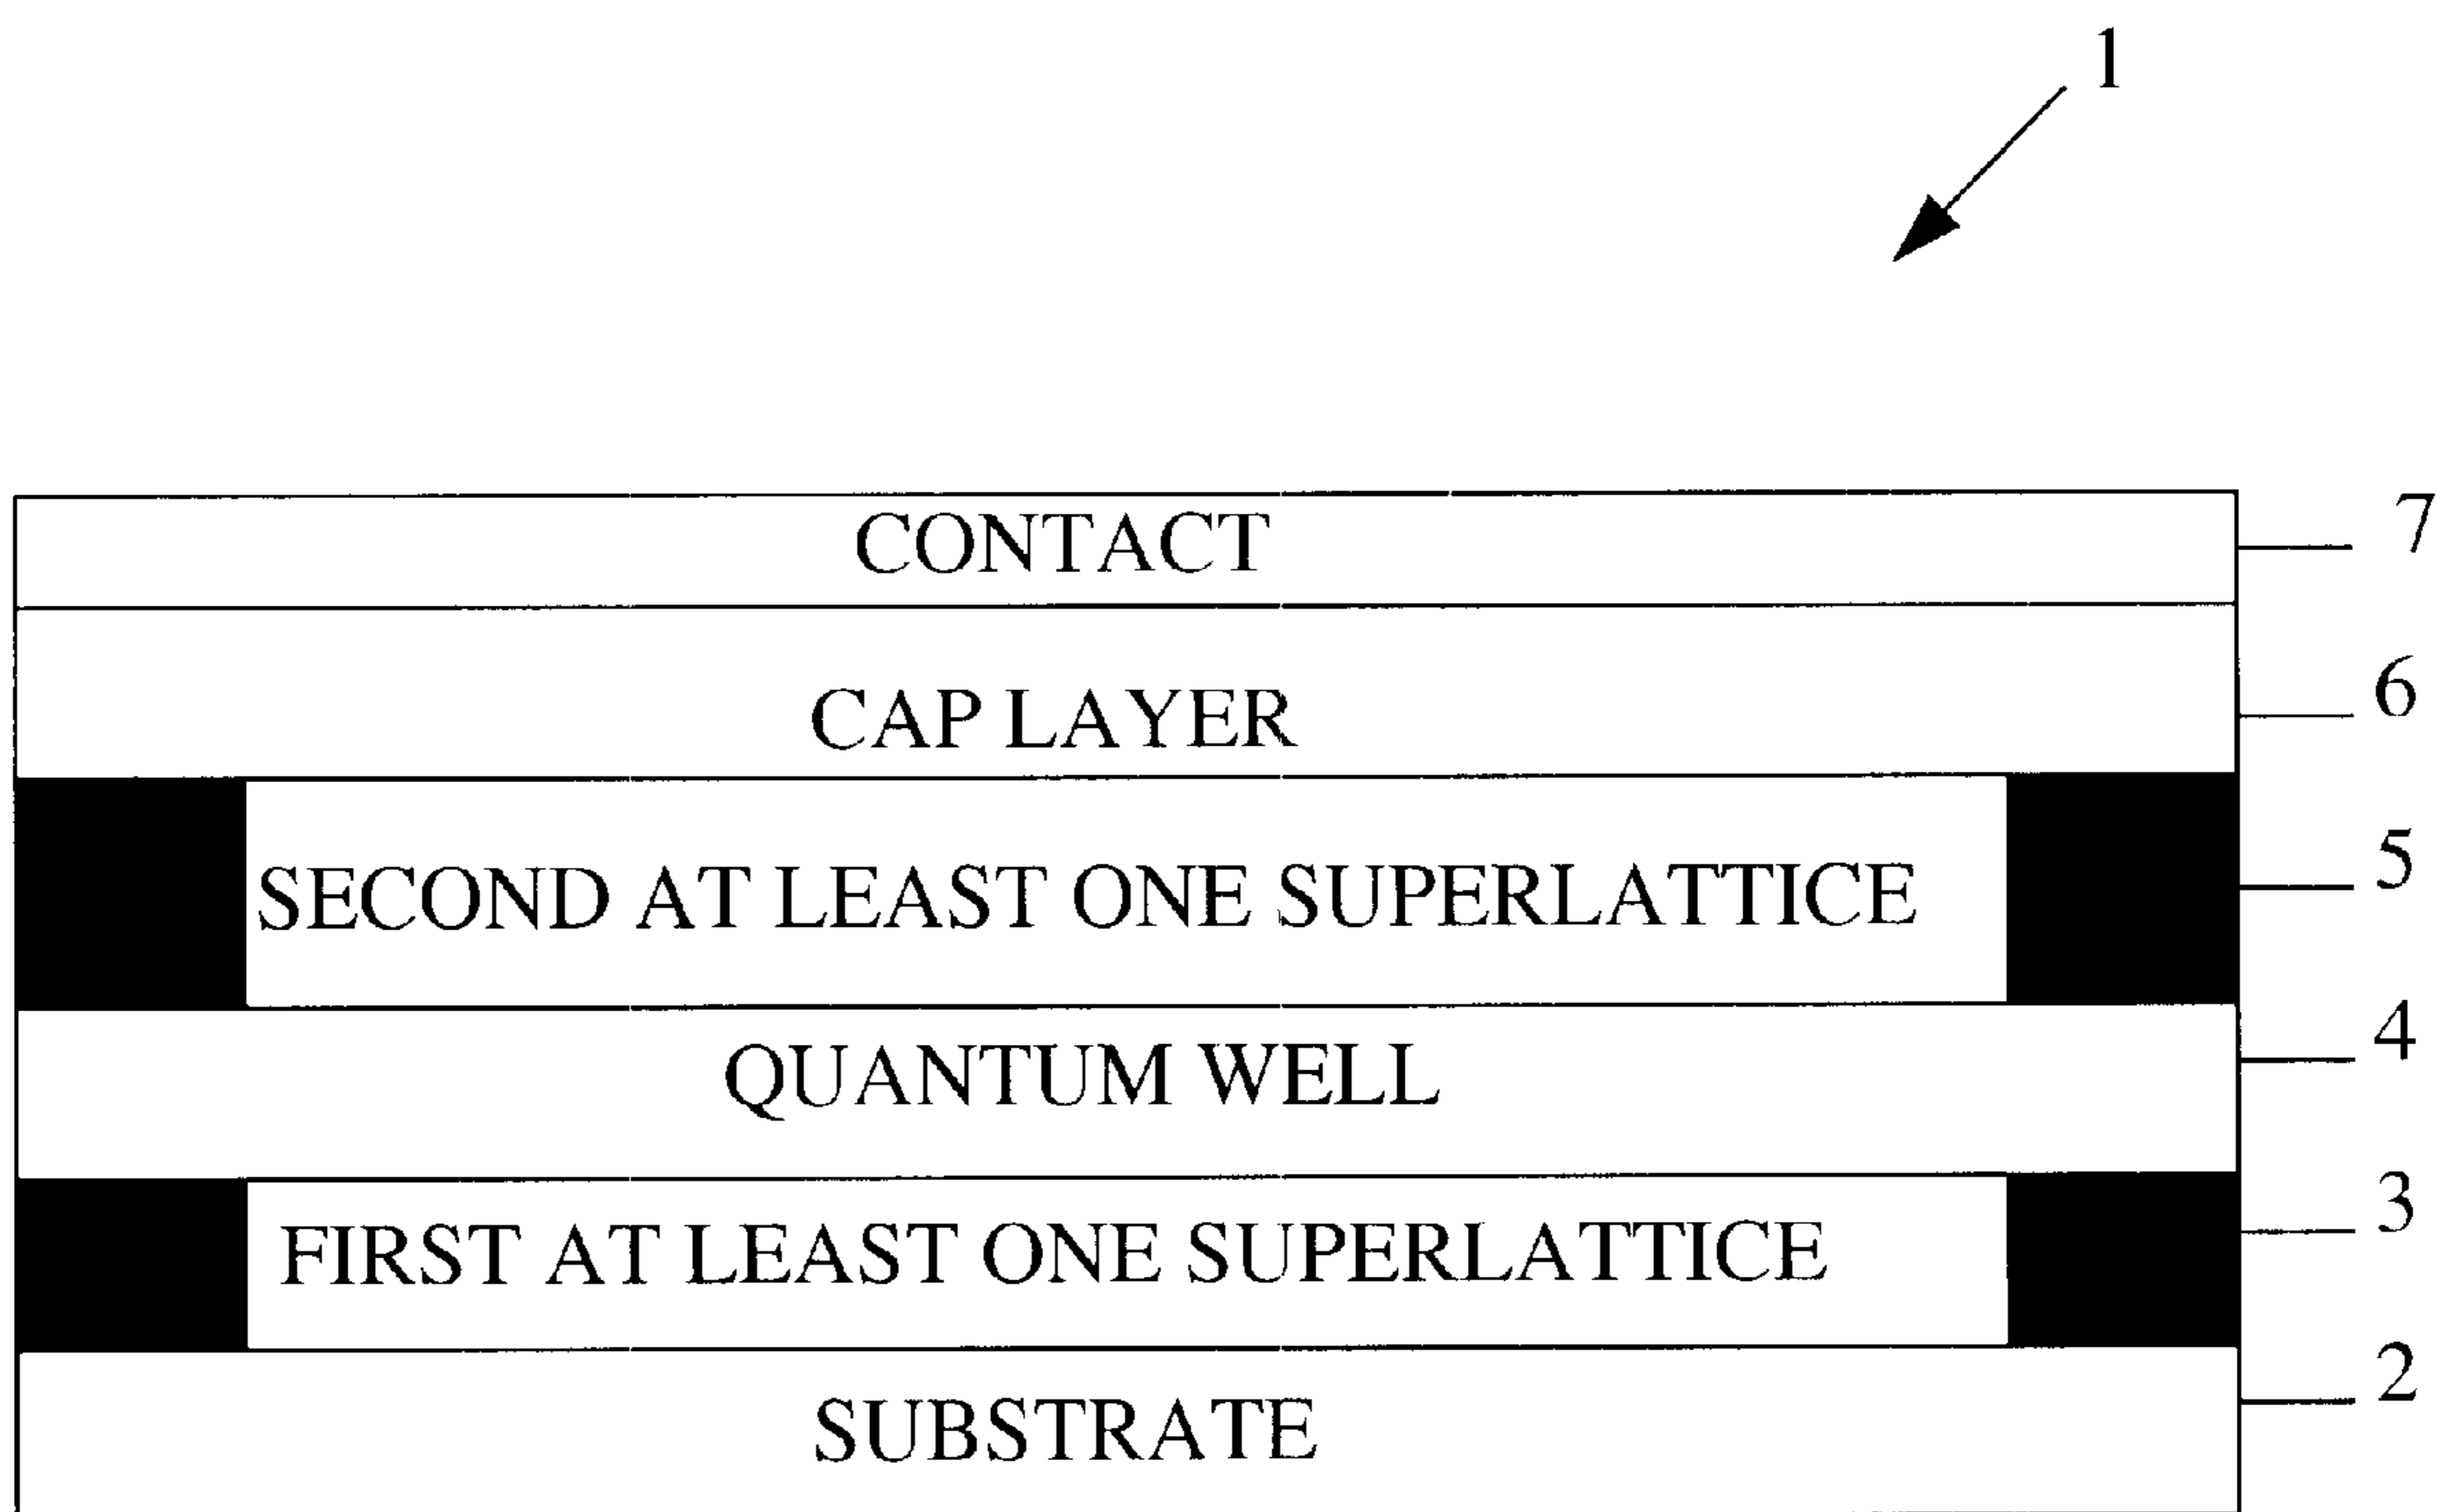 1
CONTACT 7
CAP LAYER 6
SECOND AT LEAST ONE SUPERLATTICE 5
QUANTUM WELL 4
FIRST AT LEAST ONE SUPERLATTICE 3
SUBSTRATE 2